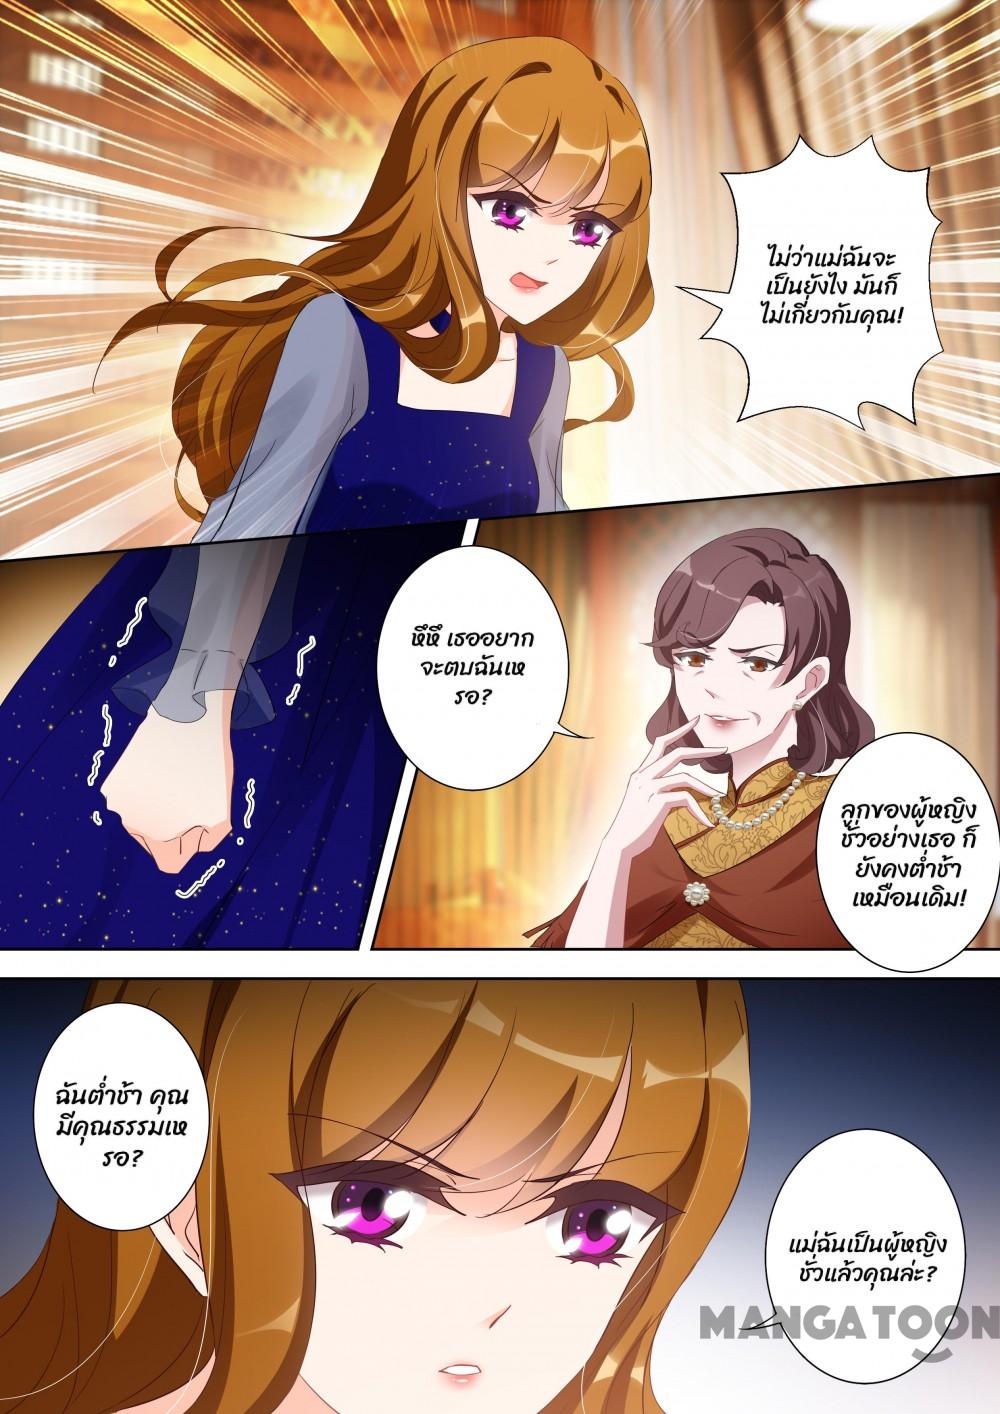 ไม่ว่าแม่ฉันจะ
เป็นยังไง มันก็
ไม่เกี่ยวกับคุณ!
หึหึ เธออยาก
จะตบฉันเห
รอ?
ลูกของผู้หญิง
ชั่วอย่างเธอ ก็
ยังคงต่ำช้า
เหมือนเดิม!
ฉันต่ำช้า คุณ
มีคุณธรรมเห
รอ?
แม่ฉันเป็นผู้หญิง
ชั่วแล้วคุณล่ะ?
MANGATOON